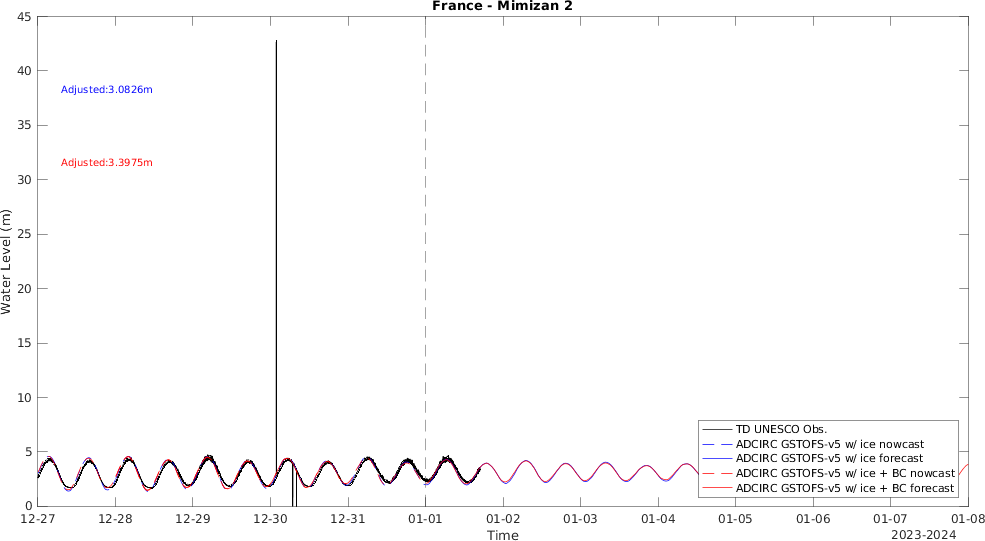 France - Mimizan 2
45
40
35
30
25
20
15
10
5
0
Water Level (m)
Adjusted:3.0826m
Adjusted:3.3975m
TD UNESCO Obs.
ADCIRC GSTOFS-v5 w/ ice nowcast
ADCIRC GSTOFS-v5 w/ ice forecast
ADCIRC GSTOFS-v5 w/ ice + BC nowcast
ADCIRC GSTOFS-v5 w/ ice + BC forecast
12-27 12-28 12-29 12-30 12-31 01-01 01-02 01-03 01-04 01-05 01-06 01-07 01-08
Time
2023-2024